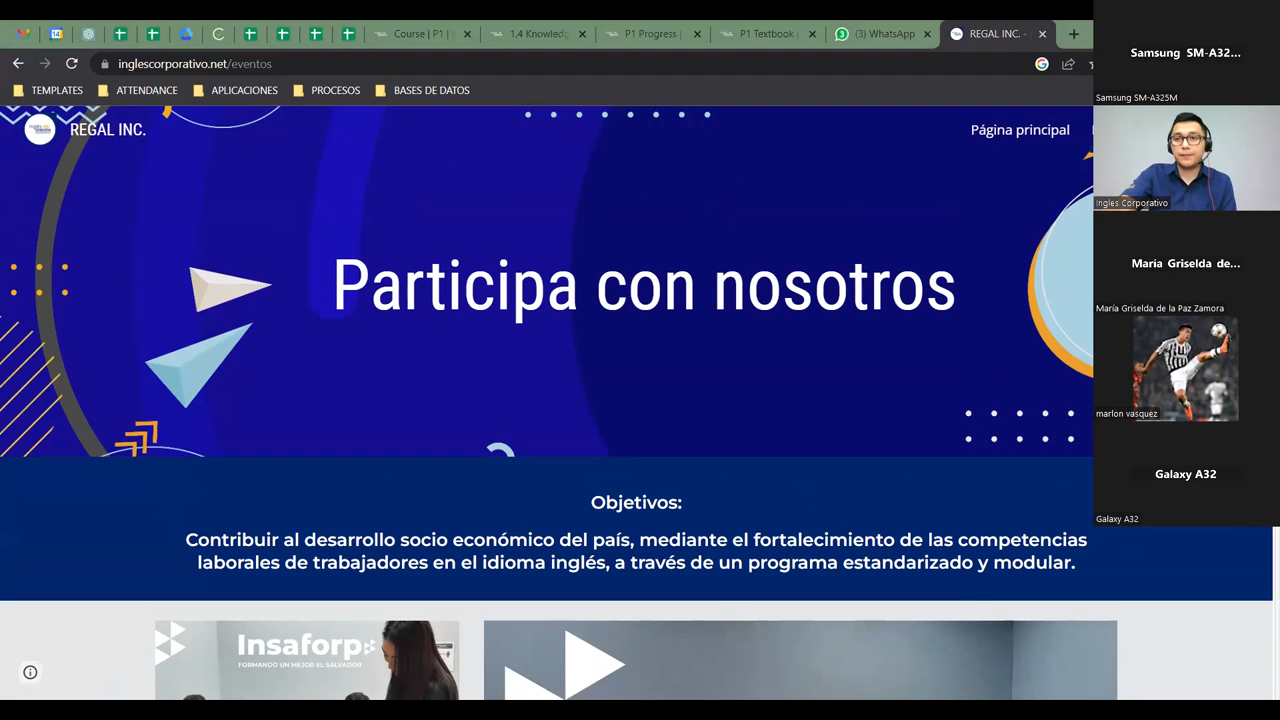 Course | P1 |
1.4 Knowledg
P1 Progress |
P1 Textbook
(3) WhatsApp
REGAL INC. -
inglescorporativo.net/eventos
TEMPLATES
ATTENDANCE
APLICACIONES
PROCESOS
BASES DE DATOS
REGAL INC.
Página principal
Participa con nosotros
Objetivos:
Contribuir al desarrollo socio económico del país, mediante el fortalecimiento de las competencias
laborales de trabajadores en el idioma inglés, a través de un programa estandarizado y modular.
Insaforp
FORMANDO UN MEJOR EL SALVADOR
Samsung SM-A32...
Samsung SM-A325M
Ingles Corporativo
María Griselda de...
María Griselda de la Paz Zamora
marlon vasquez
Galaxy A32
Galaxy A32